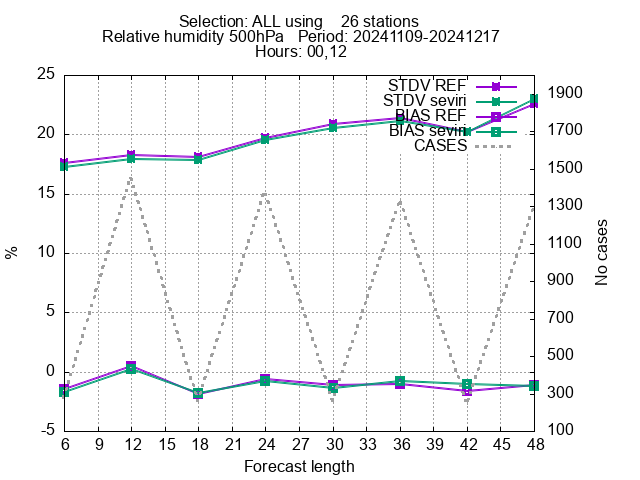 Selection: ALL using    26 stations
Relative humidity 500hPa   Period: 20241109-20241217
Hours: 00,12
STDV REF
STDV seviri
BIAS REF
BIAS seviri
CASES
25
20
15
10
5
0
-5
%
1900
1700
1500
1300
1100
900
700
500
300
100
No cases
6 9 12 15 18 21 24 27 30 33 36 39 42 45 48
Forecast length